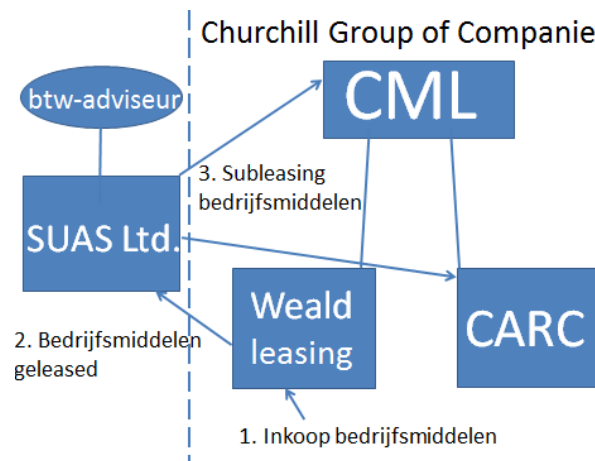 Churchill Group of Companie
btw-adviseur
CML
3. Subleasing
bedrijfsmiddelen
SUAS Ltd.
2. Bedrijfsmiddelen
geleased
Weald
leasing
CARC
1. Inkoop bedrijfsmiddelen